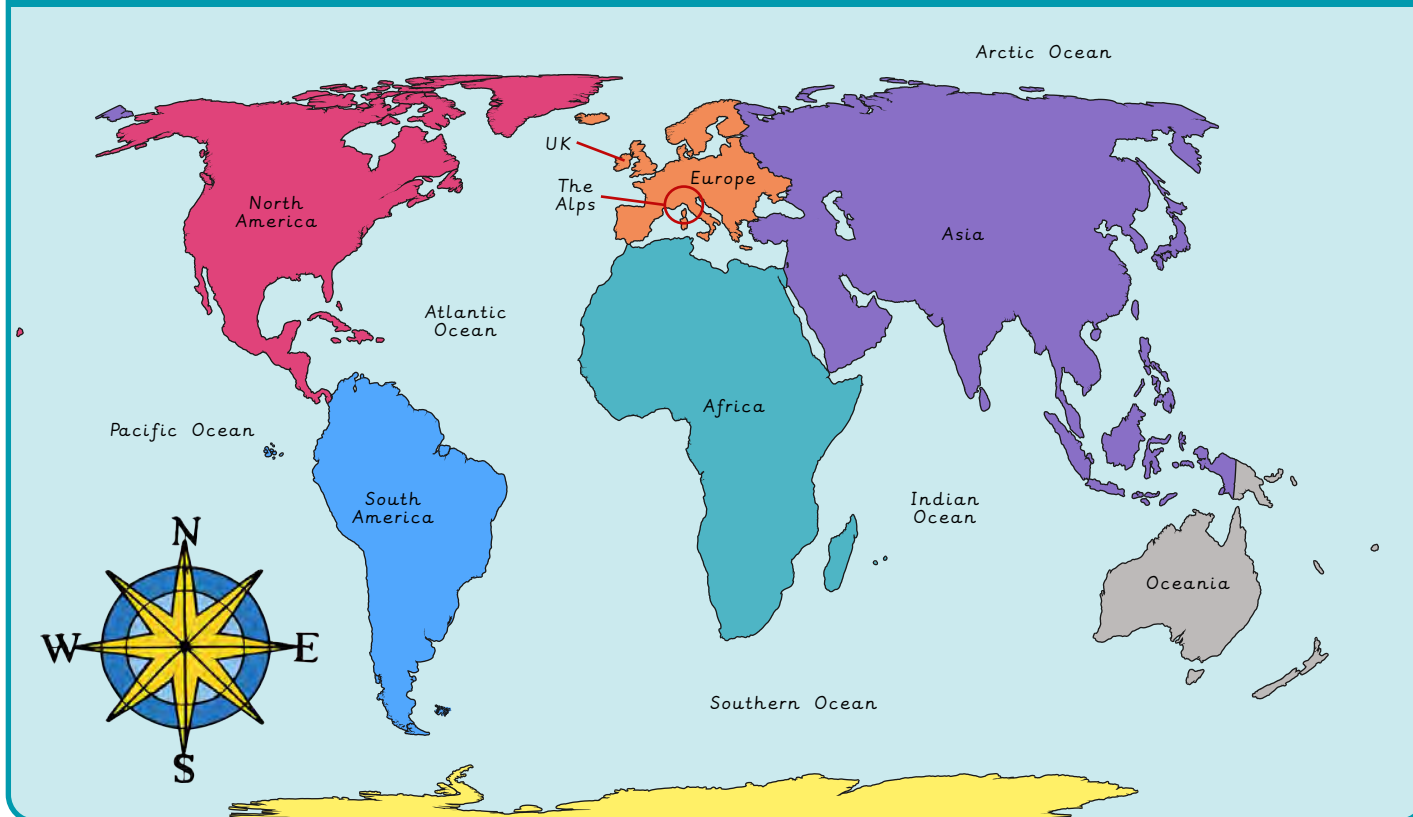 Arctic Ocean
UK
Europe
The
Alps
North
America
Asia
Atlantic
Ocean
Africa
Pacific Ocean
South
America
Indian
Ocean
N
W
E
S
Oceania
Southern Ocean